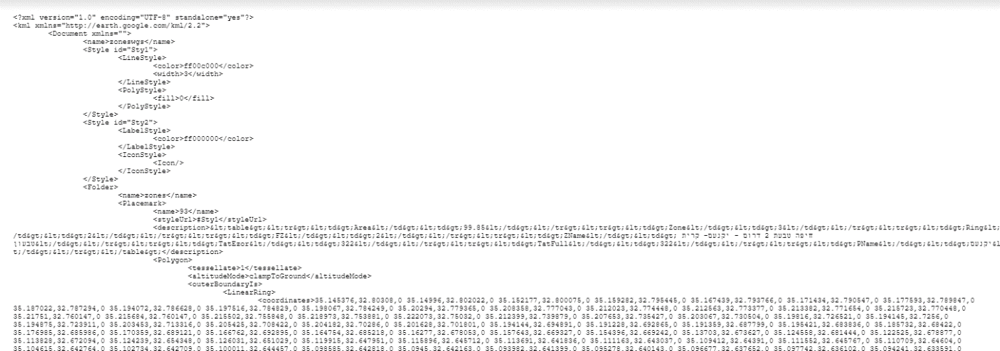 <?xml version="1.0" encoding="UTF-8" standalone="yes"?>
<kml xmlns="http://earth.google.com/kml/2.2">
<Document xmlns="">
<name>zoneswgs</name>
<Style id="Sty1">
<LineStyle>
<color>ff00c000</color>
<width>3</width>
</LineStyle>
<PolyStyle>
<fill>0</fill>
</PolyStyle>
</Style>
<Style id="Sty2">
<LabelStyle>
<color>ff000000</color>
</LabelStyle>
<IconStyle>
<Icon/>
</IconStyle>
</Style>
<Folder>
<name>zones</name>
<Placemark>
<name>93</name>
<styleUrl>#Sty1</styleUrl>
<description>&lt;table&gt;&lt;tr&gt;&lt;td&gt;Area&lt;/td&gt;&lt;td&gt;99.85&lt;/td&gt;&lt;/tr&gt;&lt;tr&gt;&lt;td&gt;Zone&lt;/td&gt;&lt;td&gt;3&lt;/td&gt;&lt;/tr&gt;&lt;tr&gt;&lt;td&gt;Ring&lt;
/td&gt;&lt;td&gt;2&lt;/td&gt;&lt;/tr&gt;&lt;tr&gt;&lt;td&gt;FZ&lt;/td&gt;&lt;td&gt;2&lt;/td&gt;&lt;/tr&gt;&lt;tr&gt;&lt;td&gt;ZName&lt;/td&gt;&lt;td&gt; חיפה טבעת 2 דרום - יקנעם- קרית
טבעון&lt;/td&gt;&lt;/tr&gt;&lt;tr&gt;&lt;td&gt;TatEzor&lt;/td&gt;&lt;td&gt;322&lt;/td&gt;&lt;/tr&gt;&lt;tr&gt;&lt;td&gt;TatFull&lt;/td&gt;&lt;td&gt;322&lt;/td&gt;&lt;/tr&gt;&lt;tr&gt;&lt;td&gt;PName&lt;/td&gt;&lt;td&gt;יקנעם&l
t;/td&gt;&lt;/tr&gt;&lt;/table&gt;</description>
<Polygon>
<tessellate>1</tessellate>
<altitudeMode>clampToGround</altitudeMode>
<outerBoundaryIs>
<LinearRing>
<coordinates>35.145376,32.80308,0 35.14996,32.802022,0 35.152177,32.800075,0 35.159282,32.795445,0 35.167439,32.793766,0 35.171434,32.790547,0 35.177593,32.789847,0
35.187022,32.787294,0 35.194072,32.786628,0 35.197516,32.784829,0 35.198067,32.784249,0 35.20294,32.779365,0 35.208358,32.777043,0 35.212023,32.774448,0 35.212563,32.773377,0 35.213382,32.771654,0 35.215723,32.770448,0
35.21751,32.760147,0 35.215684,32.760147,0 35.215502,32.755848,0 35.218973,32.753881,0 35.222073,32.75032,0 35.212399,32.739879,0 35.207653,32.735427,0 35.203067,32.730504,0 35.19816,32.726521,0 35.194145,32.7256,0
35.194875,32.723911,0 35.203453,32.713316,0 35.205425,32.708422,0 35.204182,32.70286,0 35.201628,32.701801,0 35.194144,32.694891,0 35.191228,32.692865,0 35.191359,32.687799,0 35.195421,32.683836,0 35.185732,32.68422,0
35.176985,32.685986,0 35.170359,32.689121,0 35.166762,32.692895,0 35.164754,32.685218,0 35.16277,32.678053,0 35.157643,32.669327,0 35.154396,32.669242,0 35.13703,32.673627,0 35.124558,32.681444,0 35.122525,32.678877,0
35.113828,32.672094,0 35.124239,32.654348,0 35.126031,32.651029,0 35.119915,32.647951,0 35.115896,32.645712,0 35.113691,32.641836,0 35.111163,32.643037,0 35.109412,32.64391,0 35.111552,32.645767,0 35.110709,32.64604,0
35.104615,32.642764,0 35.102734,32.642709,0 35.100011,32.644457,0 35.098585,32.642818,0 35.0945,32.642163,0 35.093982,32.641399,0 35.095278,32.640143,0 35.096677,32.637652,0 35.097742,32.636102,0 35.094241,32.633591,0